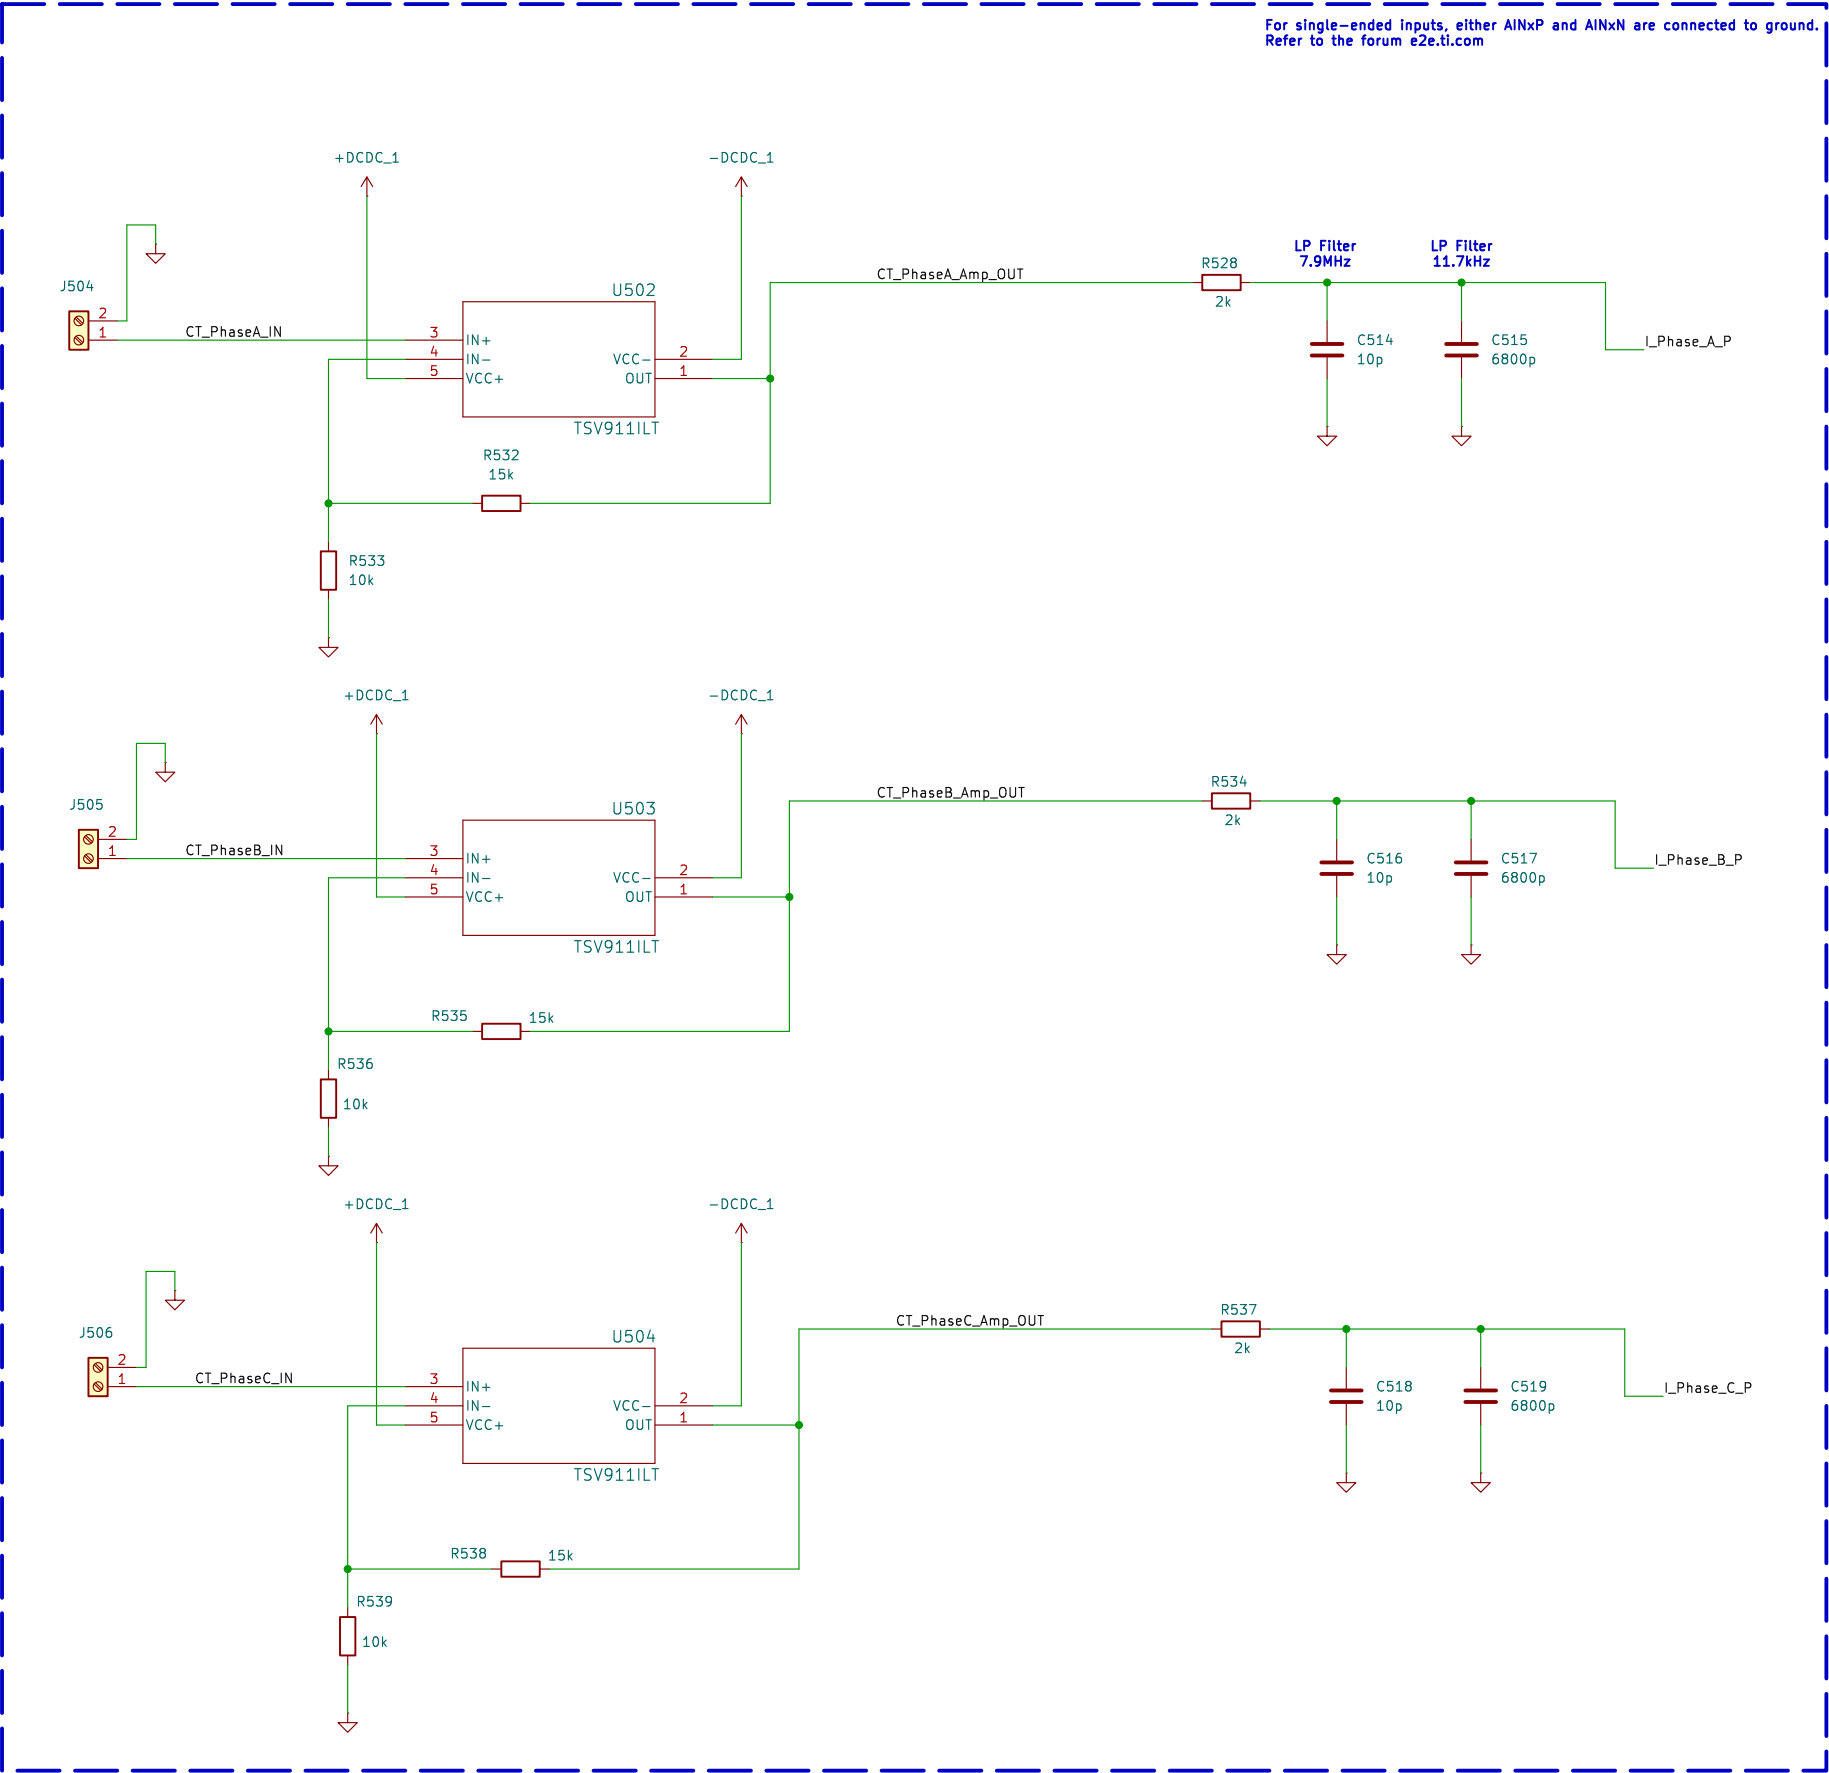 For single-ended inputs, either AINxP and AINxN are connected to ground.
Refer to the forum e2e.ti.com
+DCDC_1
-DCDC_1
LP Filter
7.9MHz
LP Filter
11.7kHz
R528
2k
CT_PhaseA_Amp_OUT
J504
2
1
CT_PhaseA_IN
U502
3
4
5
IN+
IN-
VCC+
VCC-
OUT
2
1
TSV911ILT
C514
10p
C515
6800p
I_Phase_A_P
R532
15k
R533
10k
+DCDC_1
-DCDC_1
R534
2k
CT_PhaseB_Amp_OUT
J505
2
1
CT_PhaseB_IN
U503
3
4
5
IN+
IN-
VCC+
VCC-
OUT
2
1
TSV911ILT
C516
10p
C517
6800p
I_Phase_B_P
R535
15k
R536
10k
+DCDC_1
-DCDC_1
R537
2k
CT_PhaseC_Amp_OUT
J506
2
1
CT_PhaseC_IN
U504
3
4
5
IN+
IN-
VCC+
VCC-
OUT
2
1
TSV911ILT
C518
10p
C519
6800p
I_Phase_C_P
R538
15k
R539
10k